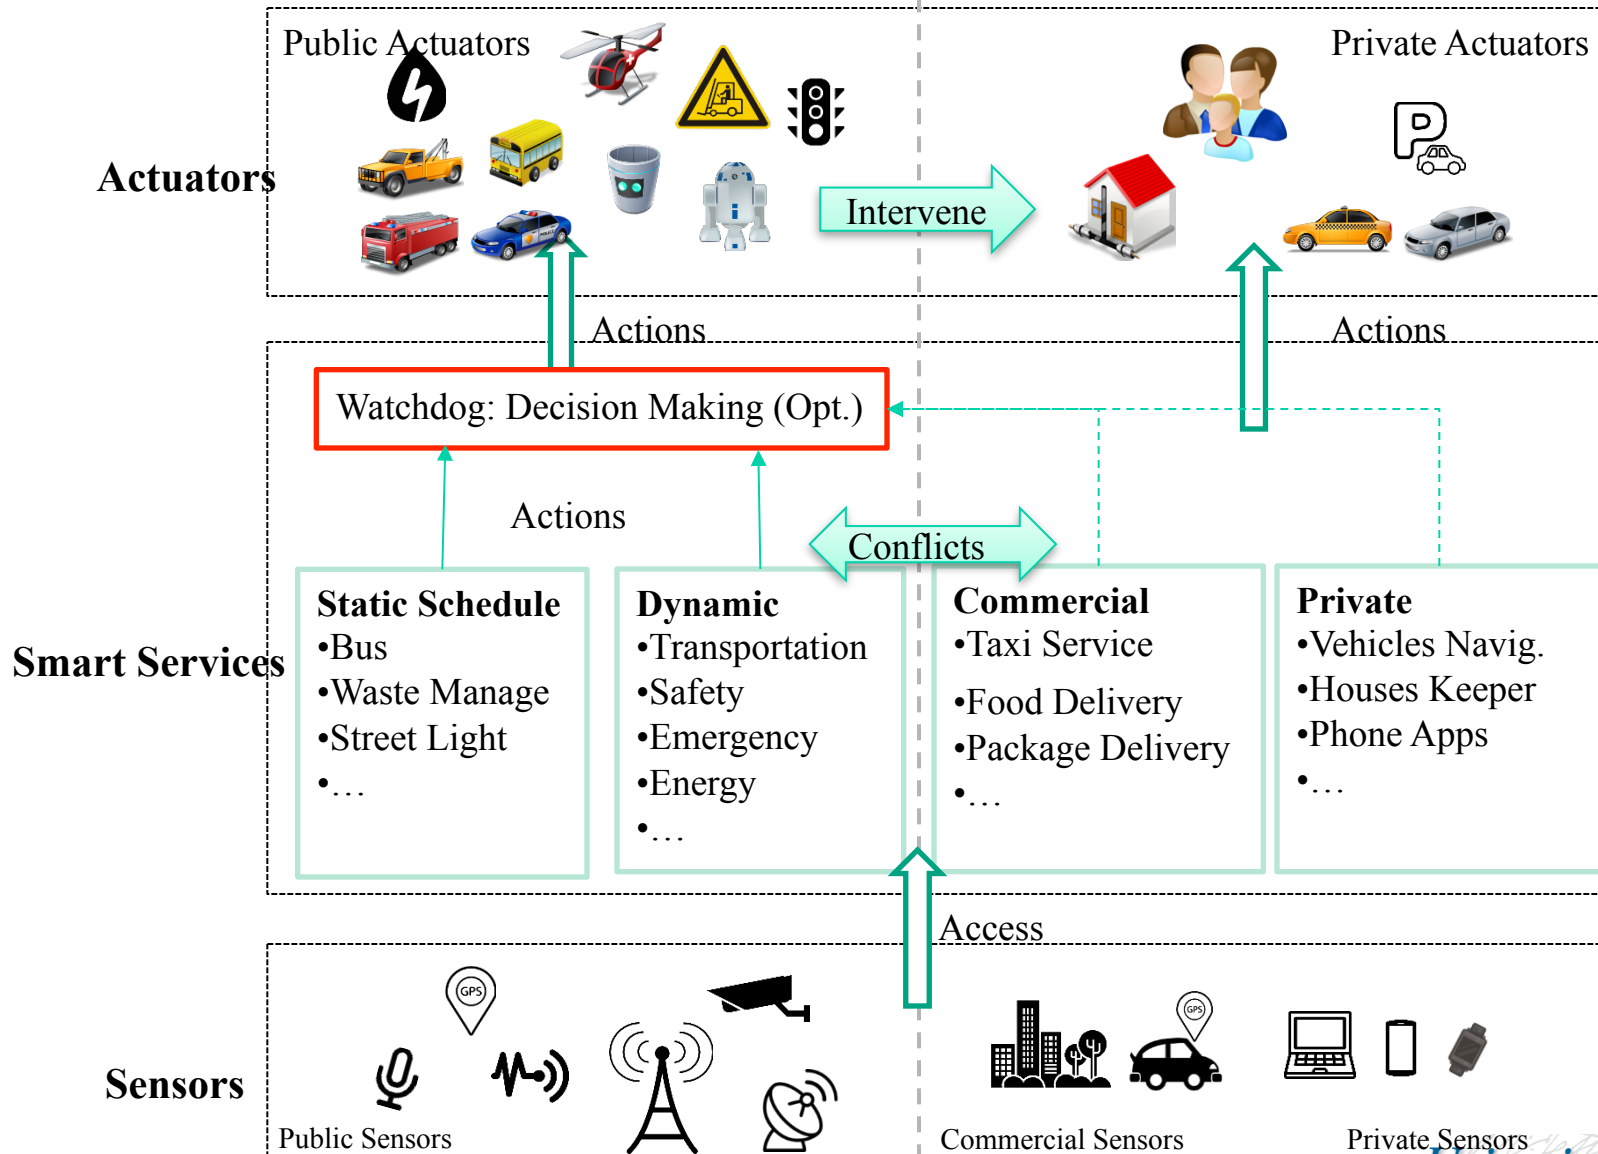 Public Actuators
Private Actuators
Actuators
Intervene
Actions
Actions
Watchdog: Decision Making (Opt.)
Actions
Conflicts
Smart Services
Static Schedule
•Bus
•Waste Manage
•Street Light
•…
Dynamic
•Transportation
•Safety
•Emergency
•Energy
•…
Commercial
•Taxi Service
•Food Delivery
•Package Delivery
•…
Private
•Vehicles Navig.
•Houses Keeper
•Phone Apps
•…
Access
Sensors
GPS
GPS
Public Sensors
Commercial Sensors
Private Sensors
P
POLICE